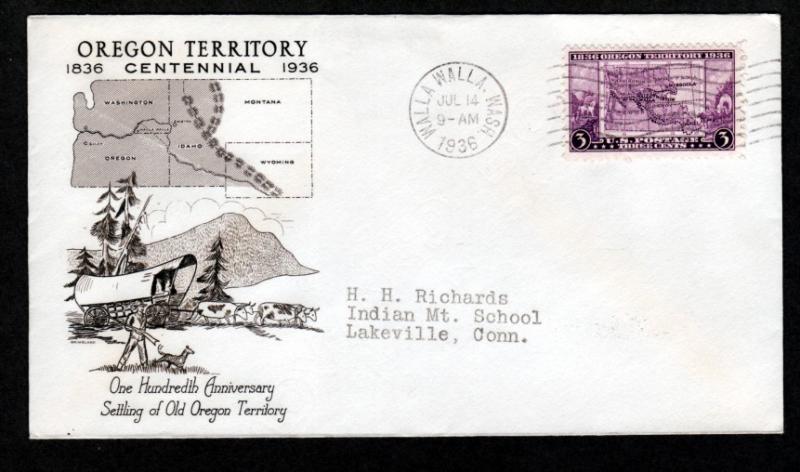 OREGON TERRITORY
1836 CENTENNIAL 1936
WASHINGTON
MONTANA
OREGON
IDAHO
WYOMING
One Hundredth Anniversary
Settling of Old Oregon Territory
WALLA WALLA, WASH
JUL 14
9-AM
1936
1836 OREGON TERRITORY 1936
3 U.S. POSTAGE 3
THREE CENTS
H. H. Richards
Indian Mt. School
Lakeville, Conn.